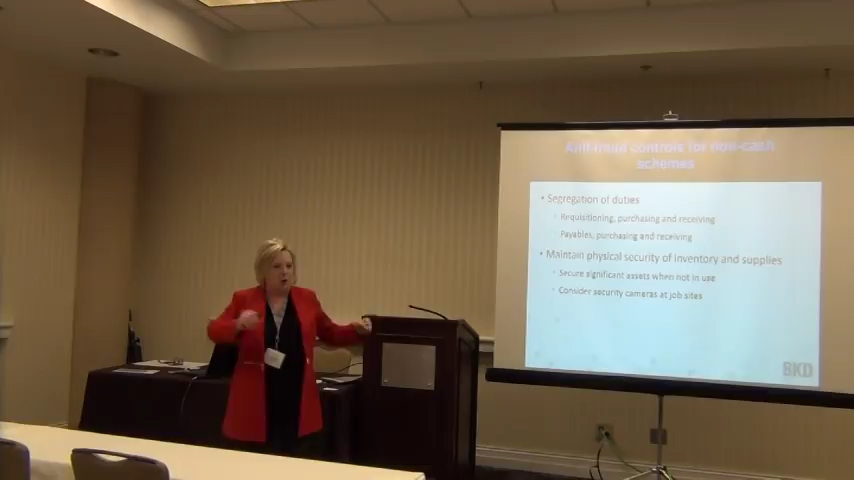 Anti-fraud controls for non-cash
schemes
• Segregation of duties
Requisitioning, purchasing and receiving
Payables, purchasing and receiving
• Maintain physical security of inventory and supplies
Secure significant assets when not in use
Consider security cameras at job sites
BKD